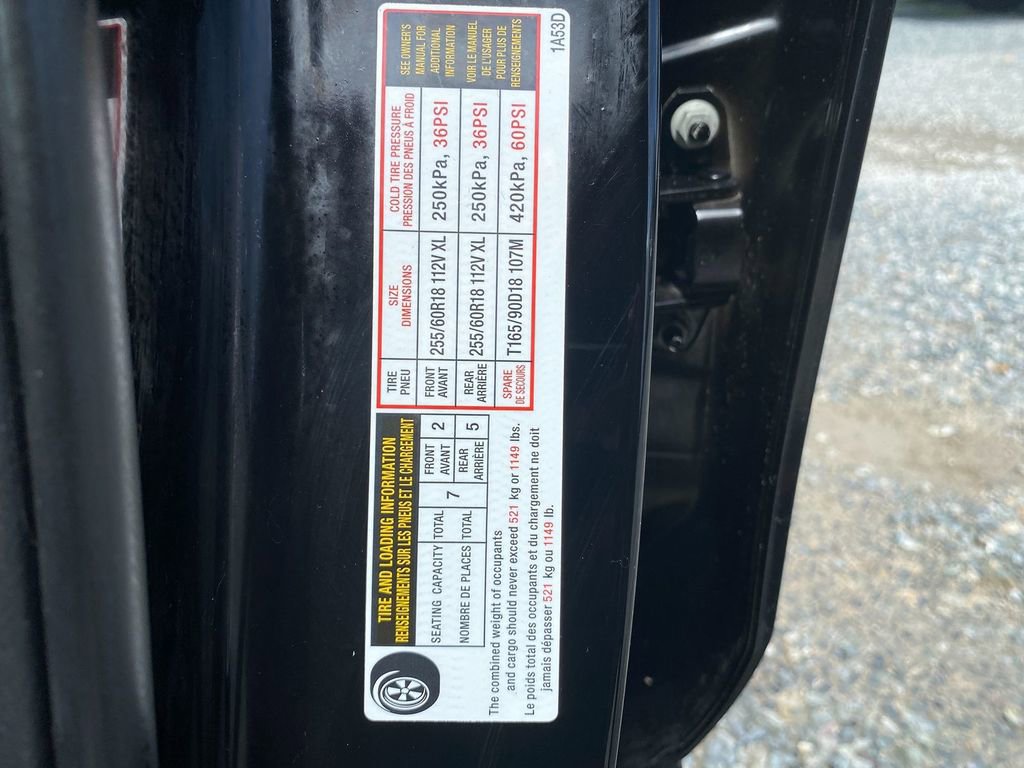 TIRE AND LOADING INFORMATION
RENSEIGNEMENTS SUR LES PNEUS ET LE CHARGEMENT
SEATING CAPACITY TOTAL 7 FRONT AVANT 2
NOMBRE DE PLACES TOTAL REAR ARRIÈRE 5
The combined weight of occupants
and cargo should never exceed 521 kg or 1149 lbs.
Le poids total des occupants et du chargement ne doit
jamais dépasser 521 kg ou 1149 lb.
TIRE PNEU
SIZE DIMENSIONS
COLD TIRE PRESSURE
PRESSION DES PNEUS À FROID
FRONT AVANT 255/60R18 112V XL 250kPa, 36PSI
REAR ARRIÈRE 255/60R18 112V XL 250kPa, 36PSI
SPARE DE SECOURS T165/90D18 107M 420kPa, 60PSI
SEE OWNER'S
MANUAL FOR
ADDITIONAL
INFORMATION
VOIR LE MANUEL
DE L'USAGER
POUR PLUS DE
RENSEIGNEMENTS
1A53D